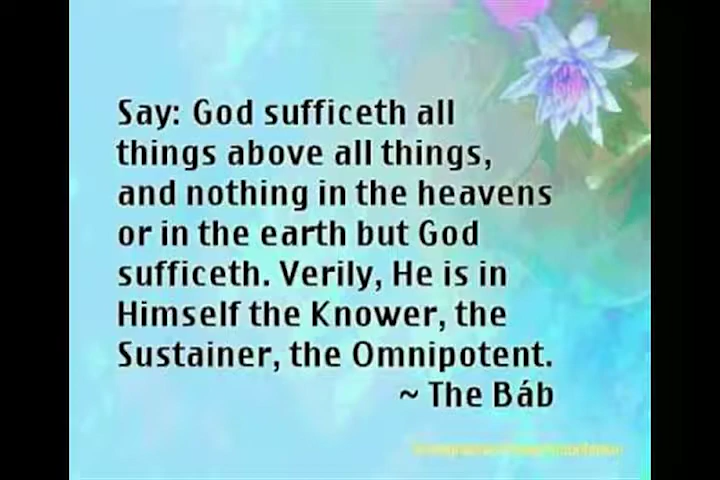 Say: God sufficeth all
things above all things,
and nothing in the heavens
or in the earth but God
sufficeth. Verily, He is in
Himself the Knower, the
Sustainer, the Omnipotent.
~ The Báb